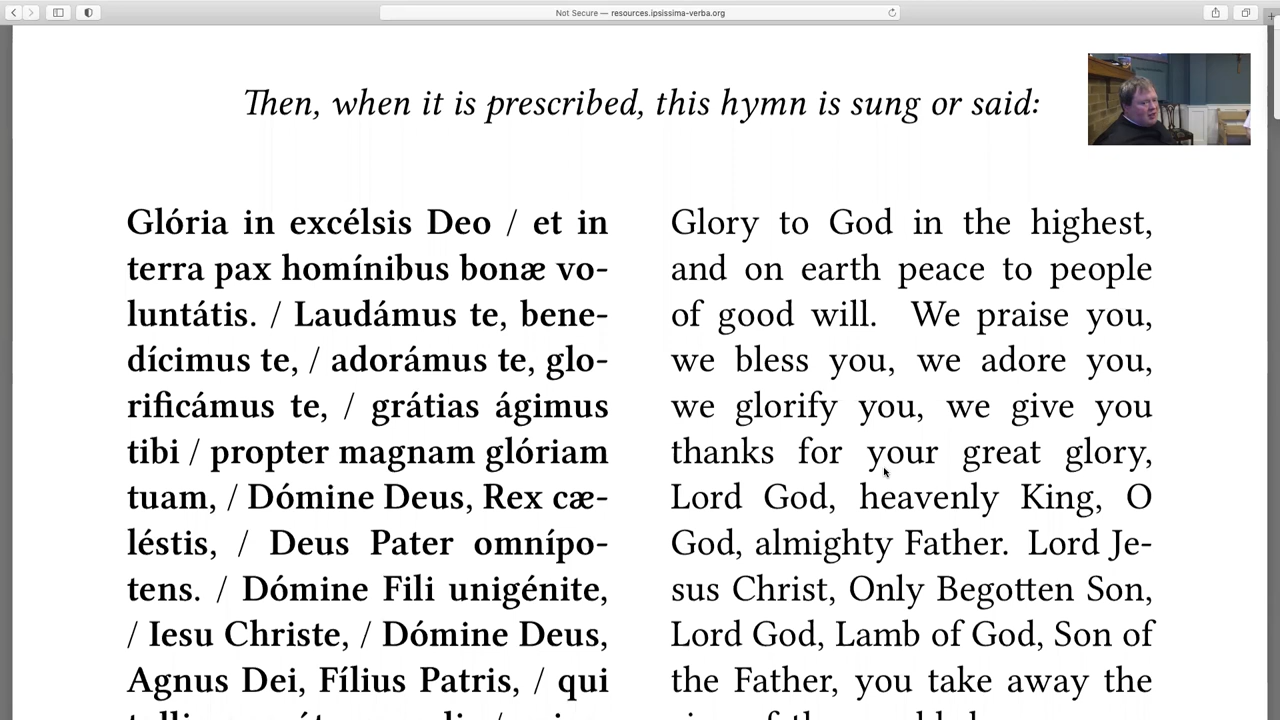 Not Secure — resources.ipsissima-verba.org
Then, when it is prescribed, this hymn is sung or said:
Glória in excélsis Deo / et in
terra pax homínibus bonæ vo-
luntátis. / Laudámus te, bene-
dícimus te, / adorámus te, glo-
rificámus te, / grátias ágimus
tibi / propter magnam glóriam
tuam, / Dómine Deus, Rex cæ-
léstis, / Deus Pater omnípo-
tens. / Dómine Fili unigénite,
/ Iesu Christe, / Dómine Deus,
Agnus Dei, Fílius Patris, / qui
Glory to God in the highest,
and on earth peace to people
of good will. We praise you,
we bless you, we adore you,
we glorify you, we give you
thanks for your great glory,
Lord God, heavenly King, O
God, almighty Father. Lord Je-
sus Christ, Only Begotten Son,
Lord God, Lamb of God, Son of
the Father, you take away the